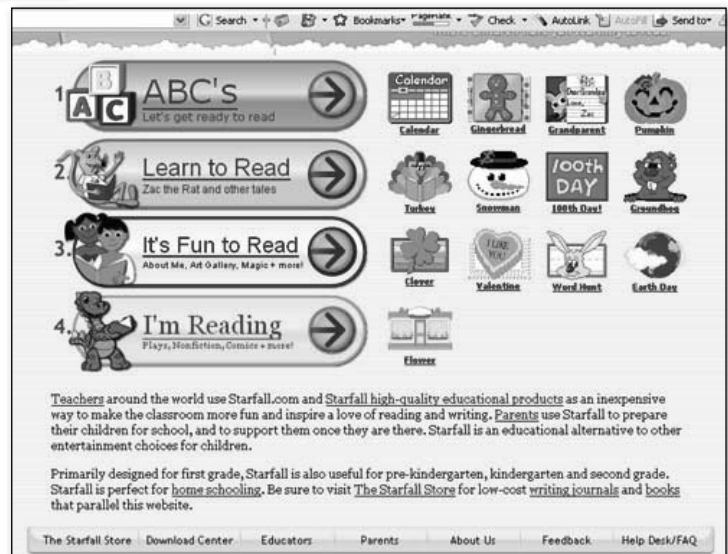 Search
Bookmarks
Check
AutoLink
AutoFill
Send to
1. ABC's
Let's get ready to read
B
A C
2. Learn to Read
Zac the Rat and other tales
3. It's Fun to Read
About Me, Art Gallery, Magic + more!
4. I'm Reading
Plays, Nonfiction, Comics + more!
Calendar
Calendar Gingerbread Grandparent Pumpkin
100th
DAY
Turkey Snowman 100th Day! Groundhog
I LIKE
YOU
Clover Valentine Word Hunt Earth Day
Flower
Teachers around the world use Starfall.com and Starfall high-quality educational products as an inexpensive
way to make the classroom more fun and inspire a love of reading and writing. Parents use Starfall to prepare
their children for school, and to support them once they are there. Starfall is an educational alternative to other
entertainment choices for children.
Primarily designed for first grade, Starfall is also useful for pre-kindergarten, kindergarten and second grade.
Starfall is perfect for home schooling. Be sure to visit The Starfall Store for low-cost writing journals and books
that parallel this website.
The Starfall Store Download Center Educators Parents About Us Feedback Help Desk/FAQ